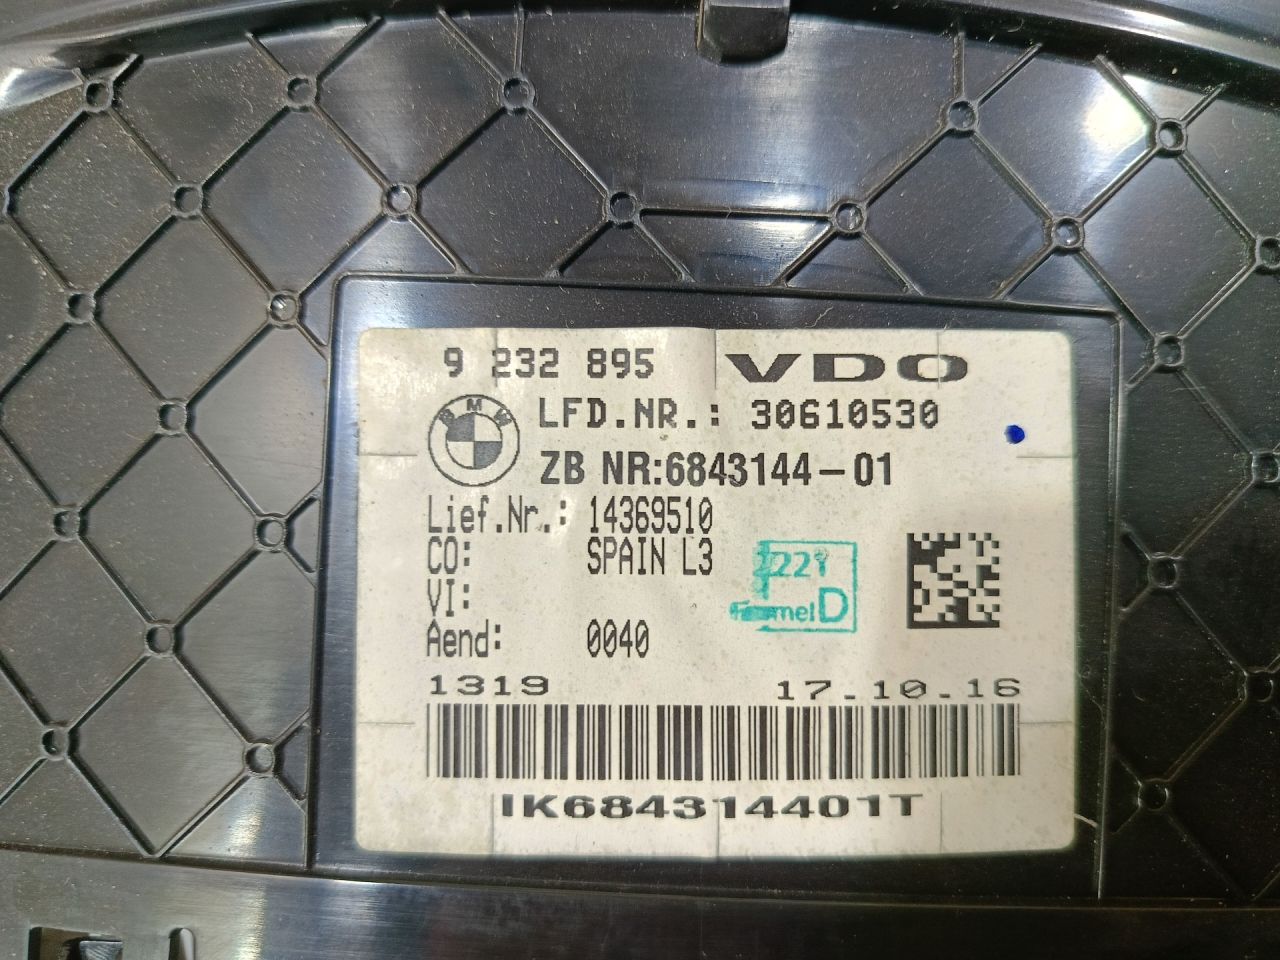 9 232 895 VDO
BMW
LFD.NR.: 30610530
ZB NR:6843144-01
Lief.Nr.: 14369510
CO: SPAIN L3
VI:
Aend: 0040
D
1319 17.10.16
IK684314401T